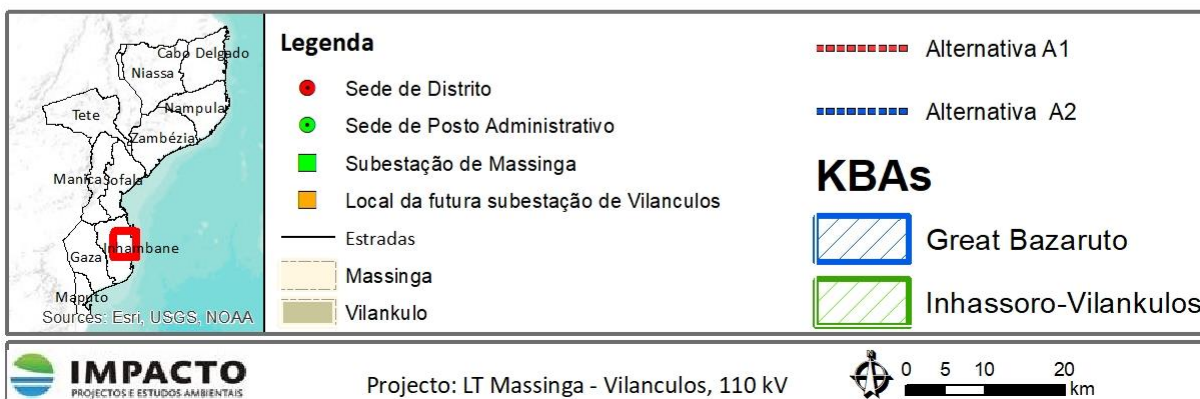 Cabo Delgado
Niassa
Nampula
Tete
Zambézia
Manica
Sofala
Inhambane
Gaza
Maputo
Sources: Esri, USGS, NOAA
Legenda
Sede de Distrito
Sede de Posto Administrativo
Subestação de Massinga
Local da futura subestação de Vilanculos
Estradas
Massinga
Vilankulo
Alternativa A1
Alternativa A2
KBAs
Great Bazaruto
Inhassoro-Vilankulos
IMPACTO
PROJECTOS E ESTUDOS AMBIENTAIS
Projecto: LT Massinga - Vilanculos, 110 kV
0 5 10 20
km